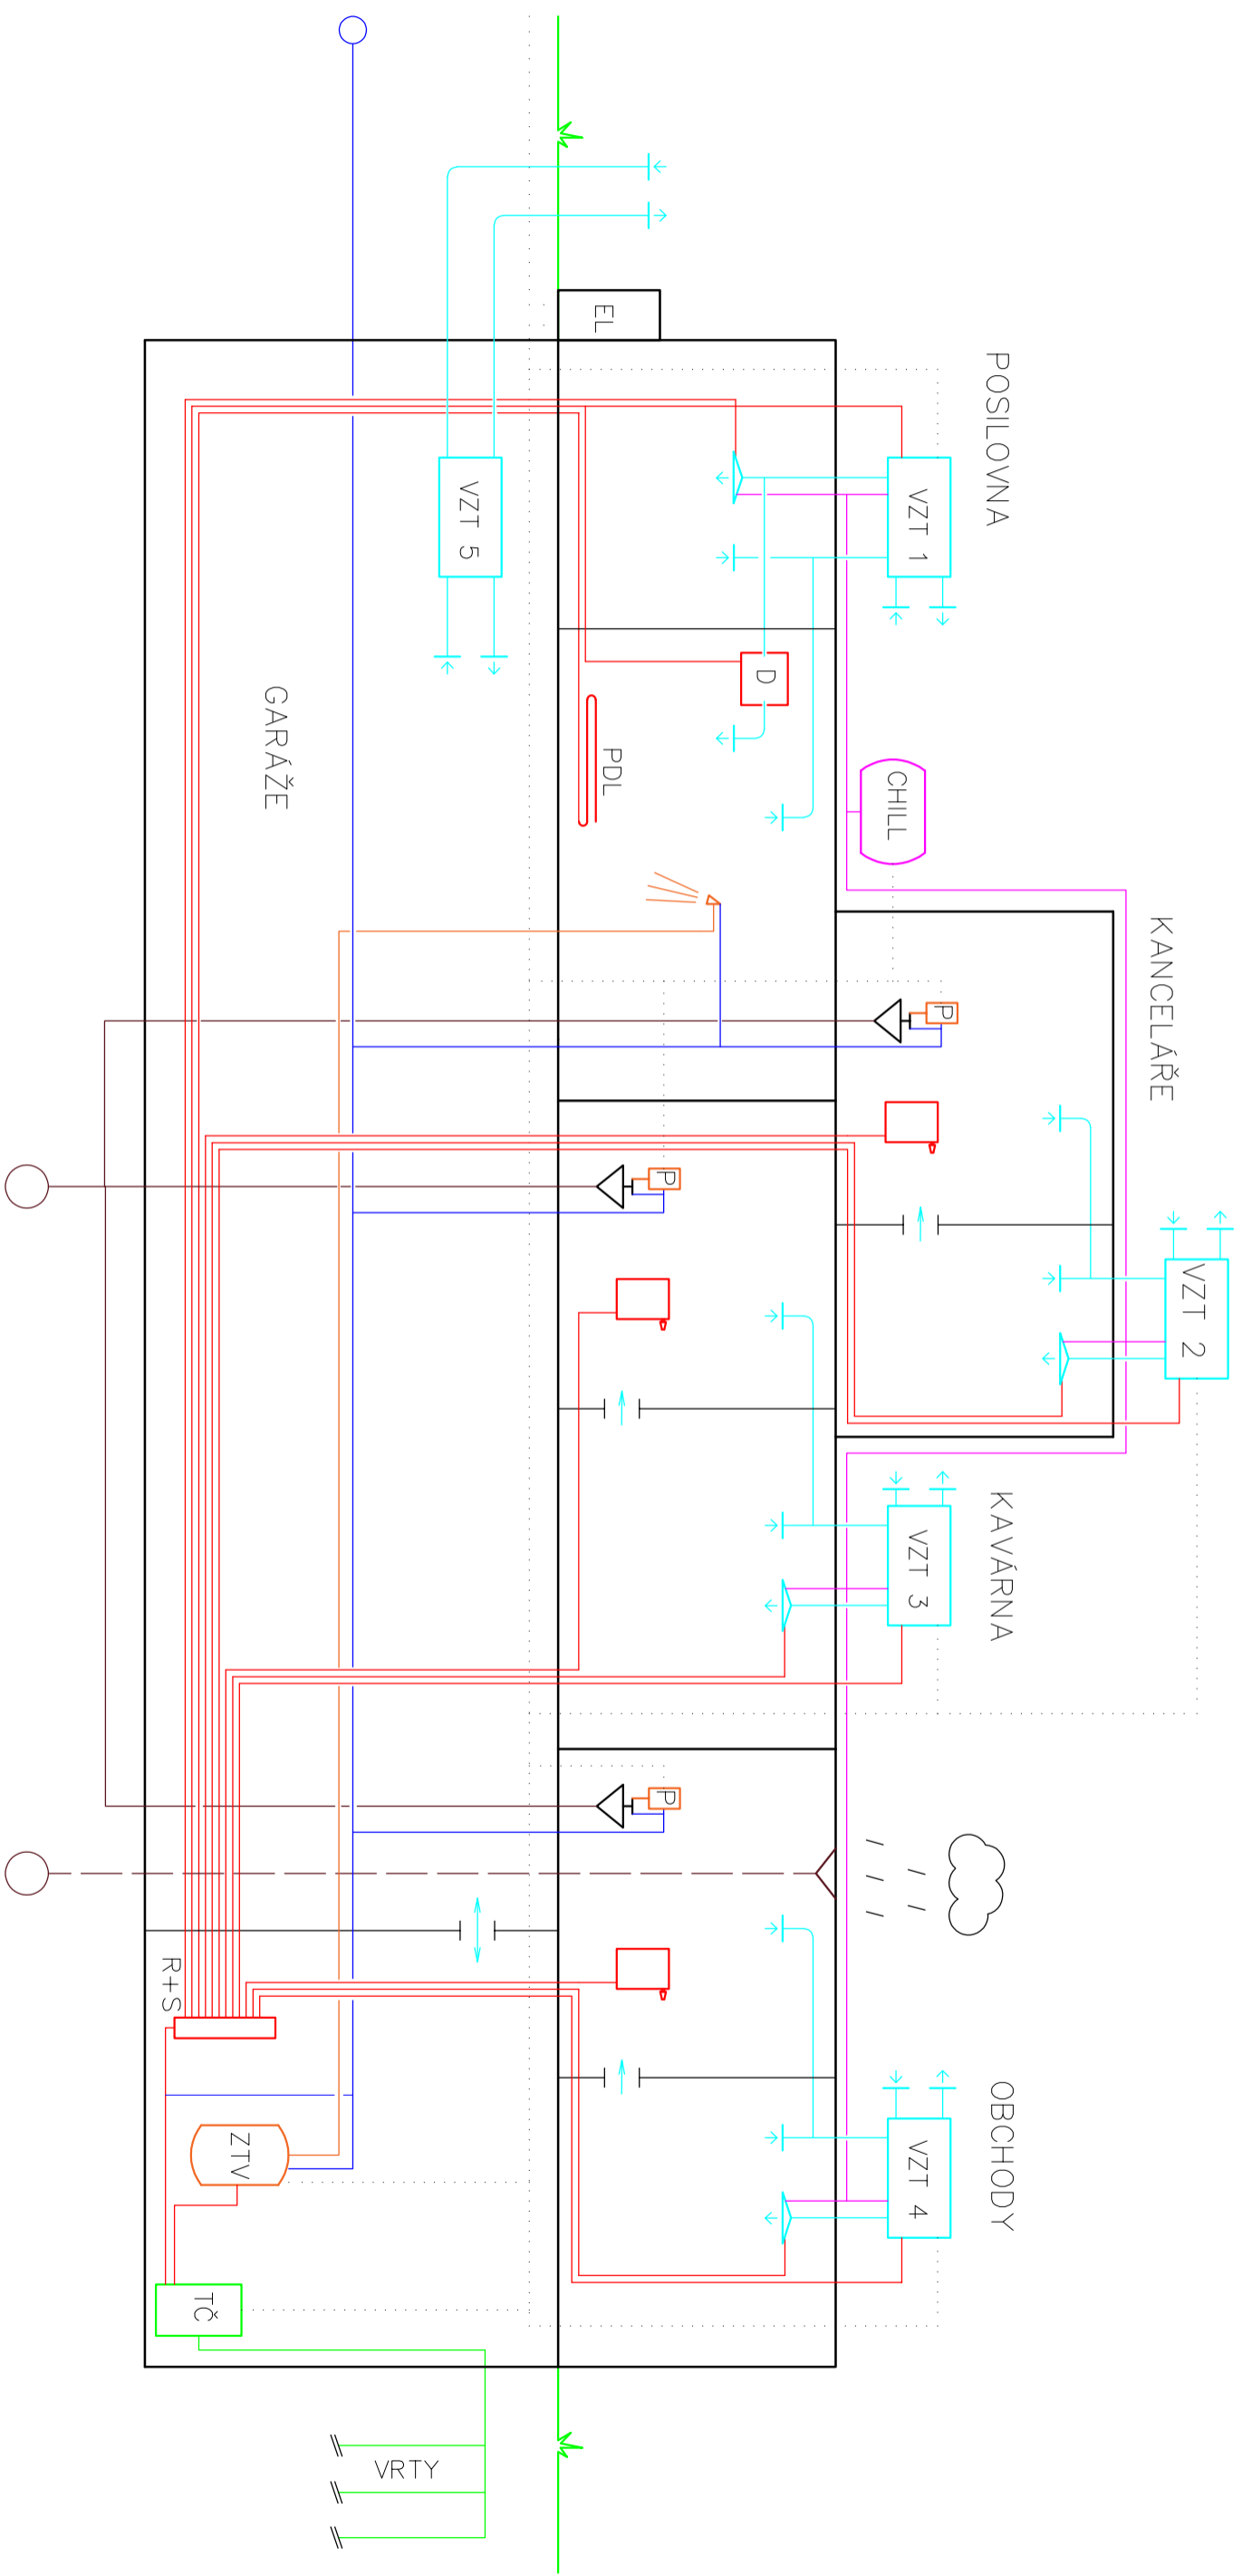 POSILOVNA
KANCELÁŘE
KAVÁRNA
OBCHODY
VZT 1
VZT 2
VZT 3
VZT 4
CHILL
EL
D
PDL
P
P
P
VZT 5
GARÁŽE
R+S
ZTV
TČ
VRTY